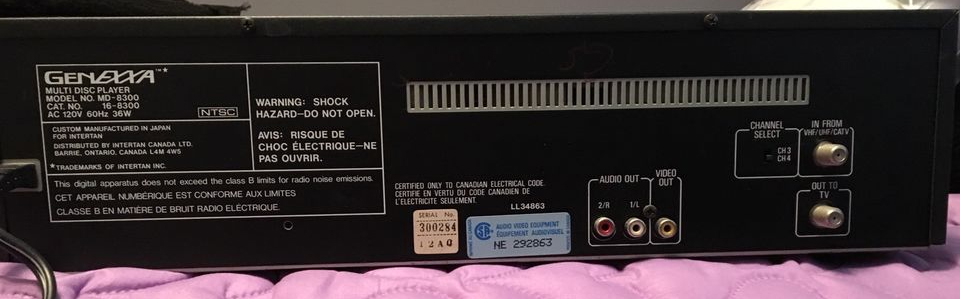 GENEXXA™*
MULTI DISC PLAYER
MODEL NO. MD-8300
CAT. NO. 16-8300
AC 120V 60Hz 36W
NTSC
CUSTOM MANUFACTURED IN JAPAN
FOR INTERTAN
DISTRIBUTED BY INTERTAN CANADA LTD.
BARRIE, ONTARIO, CANADA L4M 4W5
*TRADEMARKS OF INTERTAN INC.
WARNING: SHOCK
HAZARD—DO NOT OPEN.
AVIS: RISQUE DE
CHOC ÉLECTRIQUE—NE
PAS OUVRIR.
This digital apparatus does not exceed the class B limits for radio noise emissions.
CET APPAREIL NUMÉRIQUE EST CONFORME AUX LIMITES
CLASSE B EN MATIÈRE DE BRUIT RADIO ÉLECTRIQUE.
CERTIFIED ONLY TO CANADIAN ELECTRICAL CODE.
CERTIFIE EN VERTU DU CODE CANADIEN DE
L'ELECTRICITE SEULEMENT.
LL34863
SERIAL No.
300284
12AO
AUDIO VIDEO EQUIPMENT
ÉQUIPEMENT AUDIOVISUEL
NE 292863
AUDIO OUT
2/R
1/L
VIDEO
OUT
CHANNEL
SELECT
CH 3
CH 4
IN FROM
VHF/UHF/CATV
OUT TO
TV